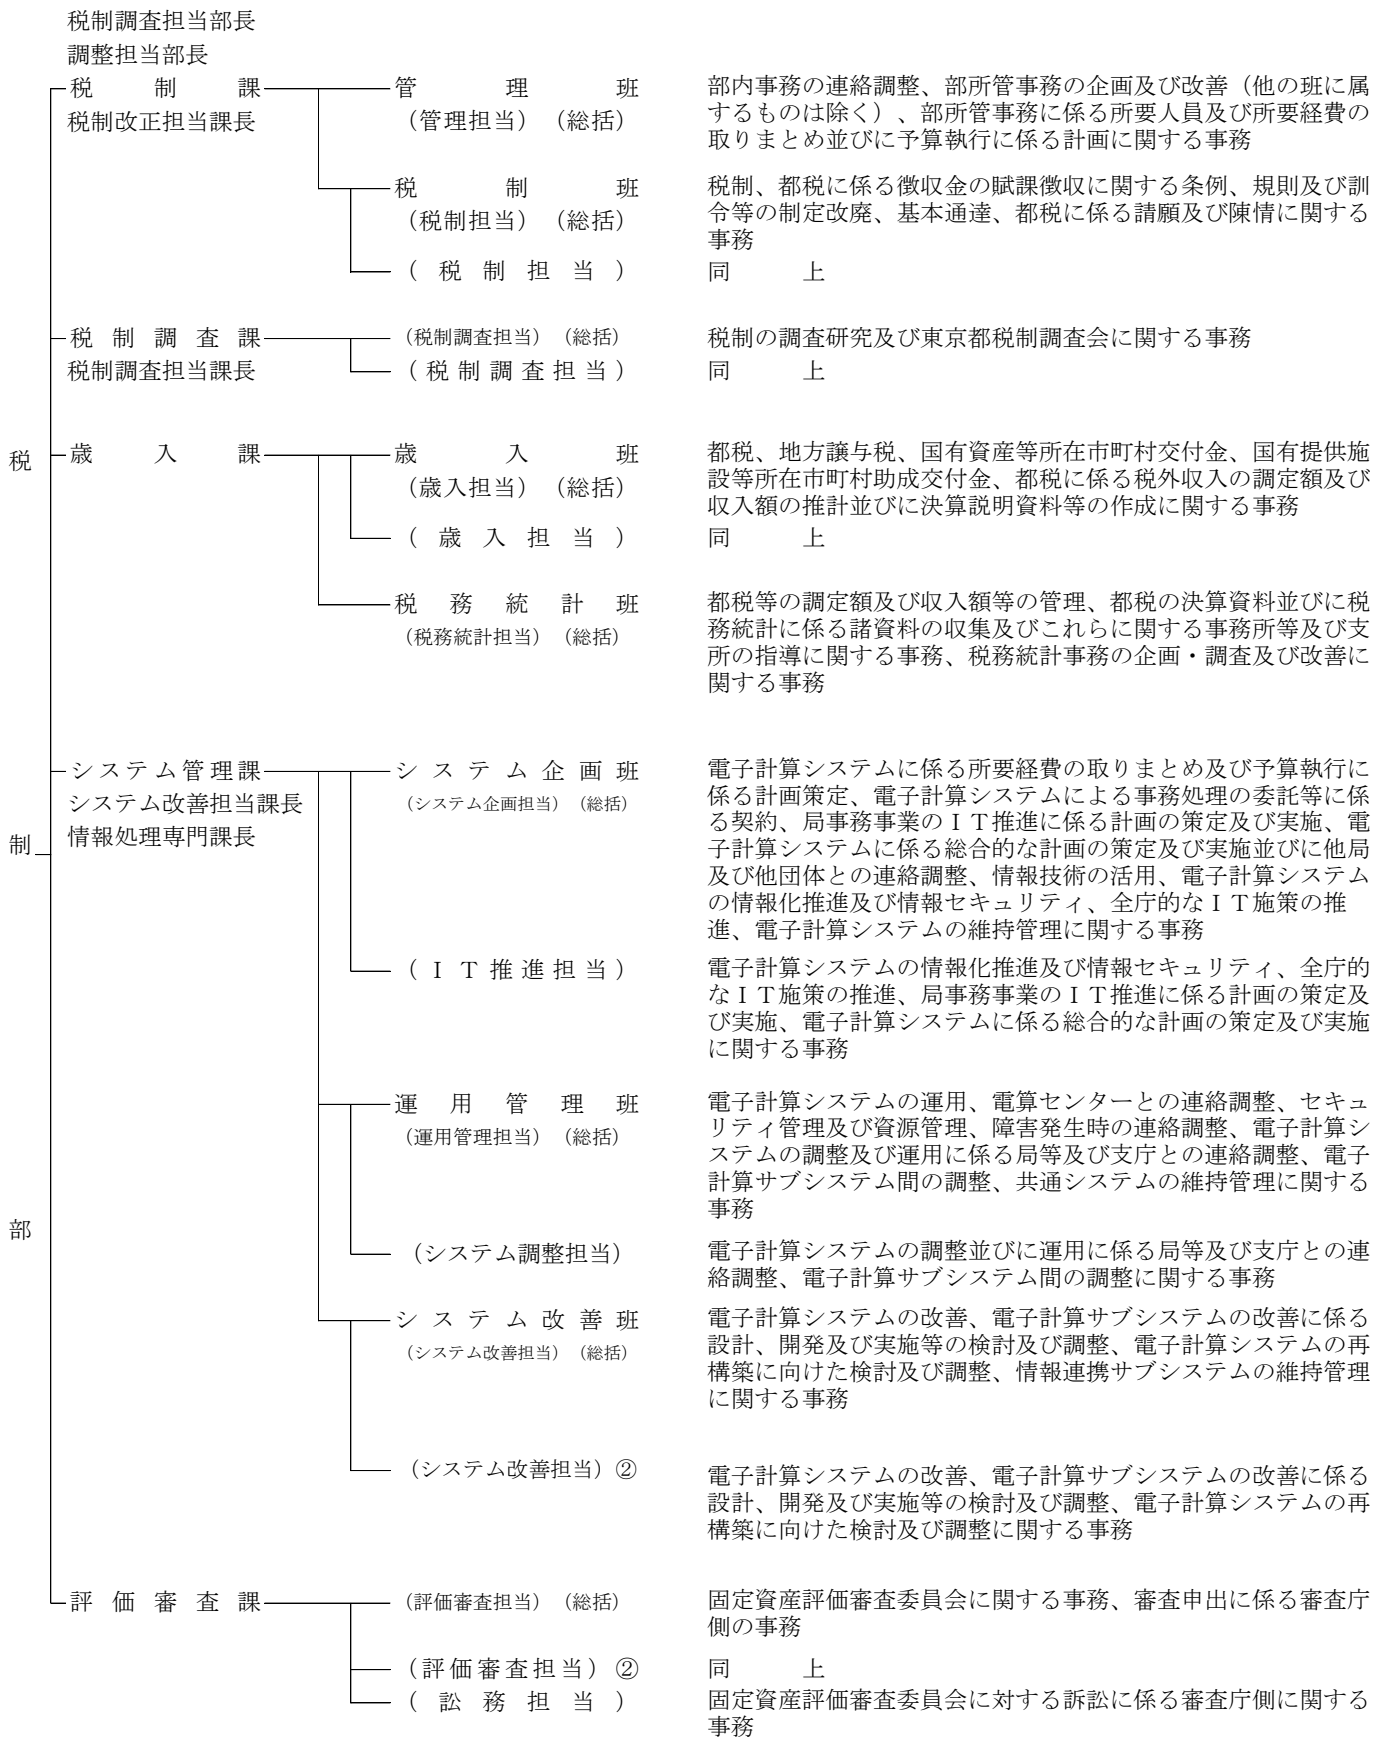 税制調査担当部長
調整担当部長
税制課 管理班 部内事務の連絡調整、部所管事務の企画及び改善（他の班に属
税制改正担当課長 （管理担当）（総括） するものは除く）、部所管事務に係る所要人員及び所要経費の
取りまとめ並びに予算執行に係る計画に関する事務
税制班 税制、都税に係る徴収金の賦課徴収に関する条例、規則及び訓
（税制担当）（総括） 令等の制定改廃、基本通達、都税に係る請願及び陳情に関する
事務
（税制担当） 同上
税制調査課 （税制調査担当）（総括） 税制の調査研究及び東京都税制調査会に関する事務
税制調査担当課長 （税制調査担当） 同上
税制部
歳入課 歳入班 都税、地方譲与税、国有資産等所在市町村交付金、国有提供施
（歳入担当）（総括） 設等所在市町村助成交付金、都税に係る税外収入の調定額及び
収入額の推計並びに決算説明資料等の作成に関する事務
（歳入担当） 同上
税務統計班 都税等の調定額及び収入額等の管理、都税の決算資料並びに税
（税務統計担当）（総括） 務統計に係る諸資料の収集及びこれらに関する事務所等及び支
所の指導に関する事務、税務統計事務の企画・調査及び改善に
関する事務
システム管理課 システム企画班 電子計算システムに係る所要経費の取りまとめ及び予算執行に
システム改善担当課長 （システム企画担当）（総括） 係る計画策定、電子計算システムによる事務処理の委託等に係
情報処理専門課長 る契約、局事務事業のＩＴ推進に係る計画の策定及び実施、電
子計算システムに係る総合的な計画の策定及び実施並びに他局
及び他団体との連絡調整、情報技術の活用、電子計算システム
の情報化推進及び情報セキュリティ、全庁的なＩＴ施策の推
進、電子計算システムの維持管理に関する事務
（ＩＴ推進担当） 電子計算システムの情報化推進及び情報セキュリティ、全庁的
なＩＴ施策の推進、局事務事業のＩＴ推進に係る計画の策定及
び実施、電子計算システムに係る総合的な計画の策定及び実施
に関する事務
運用管理班 電子計算システムの運用、電算センターとの連絡調整、セキュ
（運用管理担当）（総括） リティ管理及び資源管理、障害発生時の連絡調整、電子計算シ
ステムの調整及び運用に係る局等及び支庁との連絡調整、電子
計算サブシステム間の調整、共通システムの維持管理に関する
事務
（システム調整担当） 電子計算システムの調整並びに運用に係る局等及び支庁との連
絡調整、電子計算サブシステム間の調整に関する事務
システム改善班 電子計算システムの改善、電子計算サブシステムの改善に係る
（システム改善担当）（総括） 設計、開発及び実施等の検討及び調整、電子計算システムの再
構築に向けた検討及び調整、情報連携サブシステムの維持管理
に関する事務
（システム改善担当）② 電子計算システムの改善、電子計算サブシステムの改善に係る
設計、開発及び実施等の検討及び調整、電子計算システムの再
構築に向けた検討及び調整に関する事務
評価審査課 （評価審査担当）（総括） 固定資産評価審査委員会に関する事務、審査申出に係る審査庁
側の事務
（評価審査担当）② 同上
（訟務担当） 固定資産評価審査委員会に対する訴訟に係る審査庁側に関する
事務